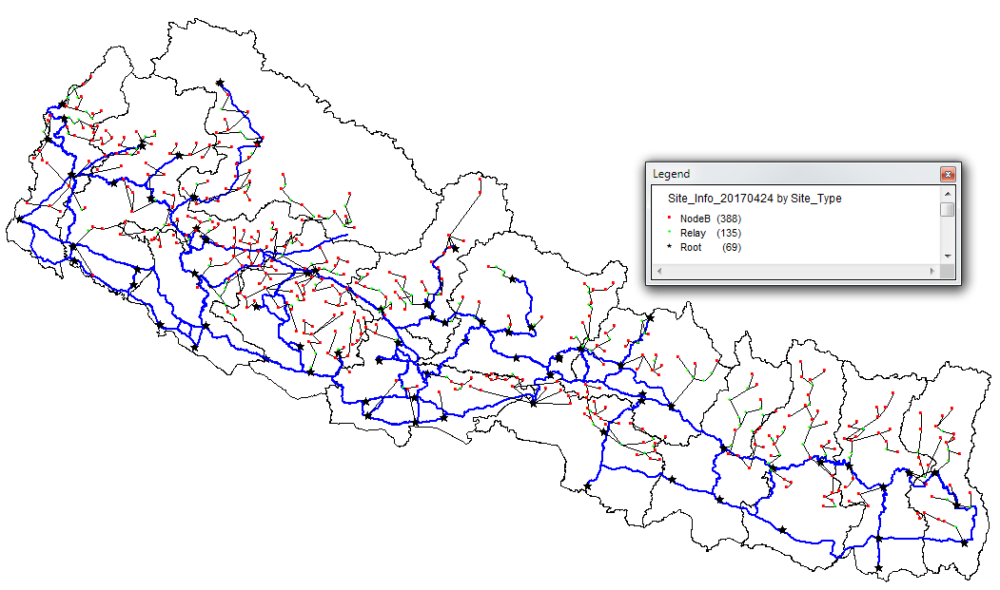 Legend
Site_Info_20170424 by Site_Type
NodeB (388)
Relay (135)
Root (69)